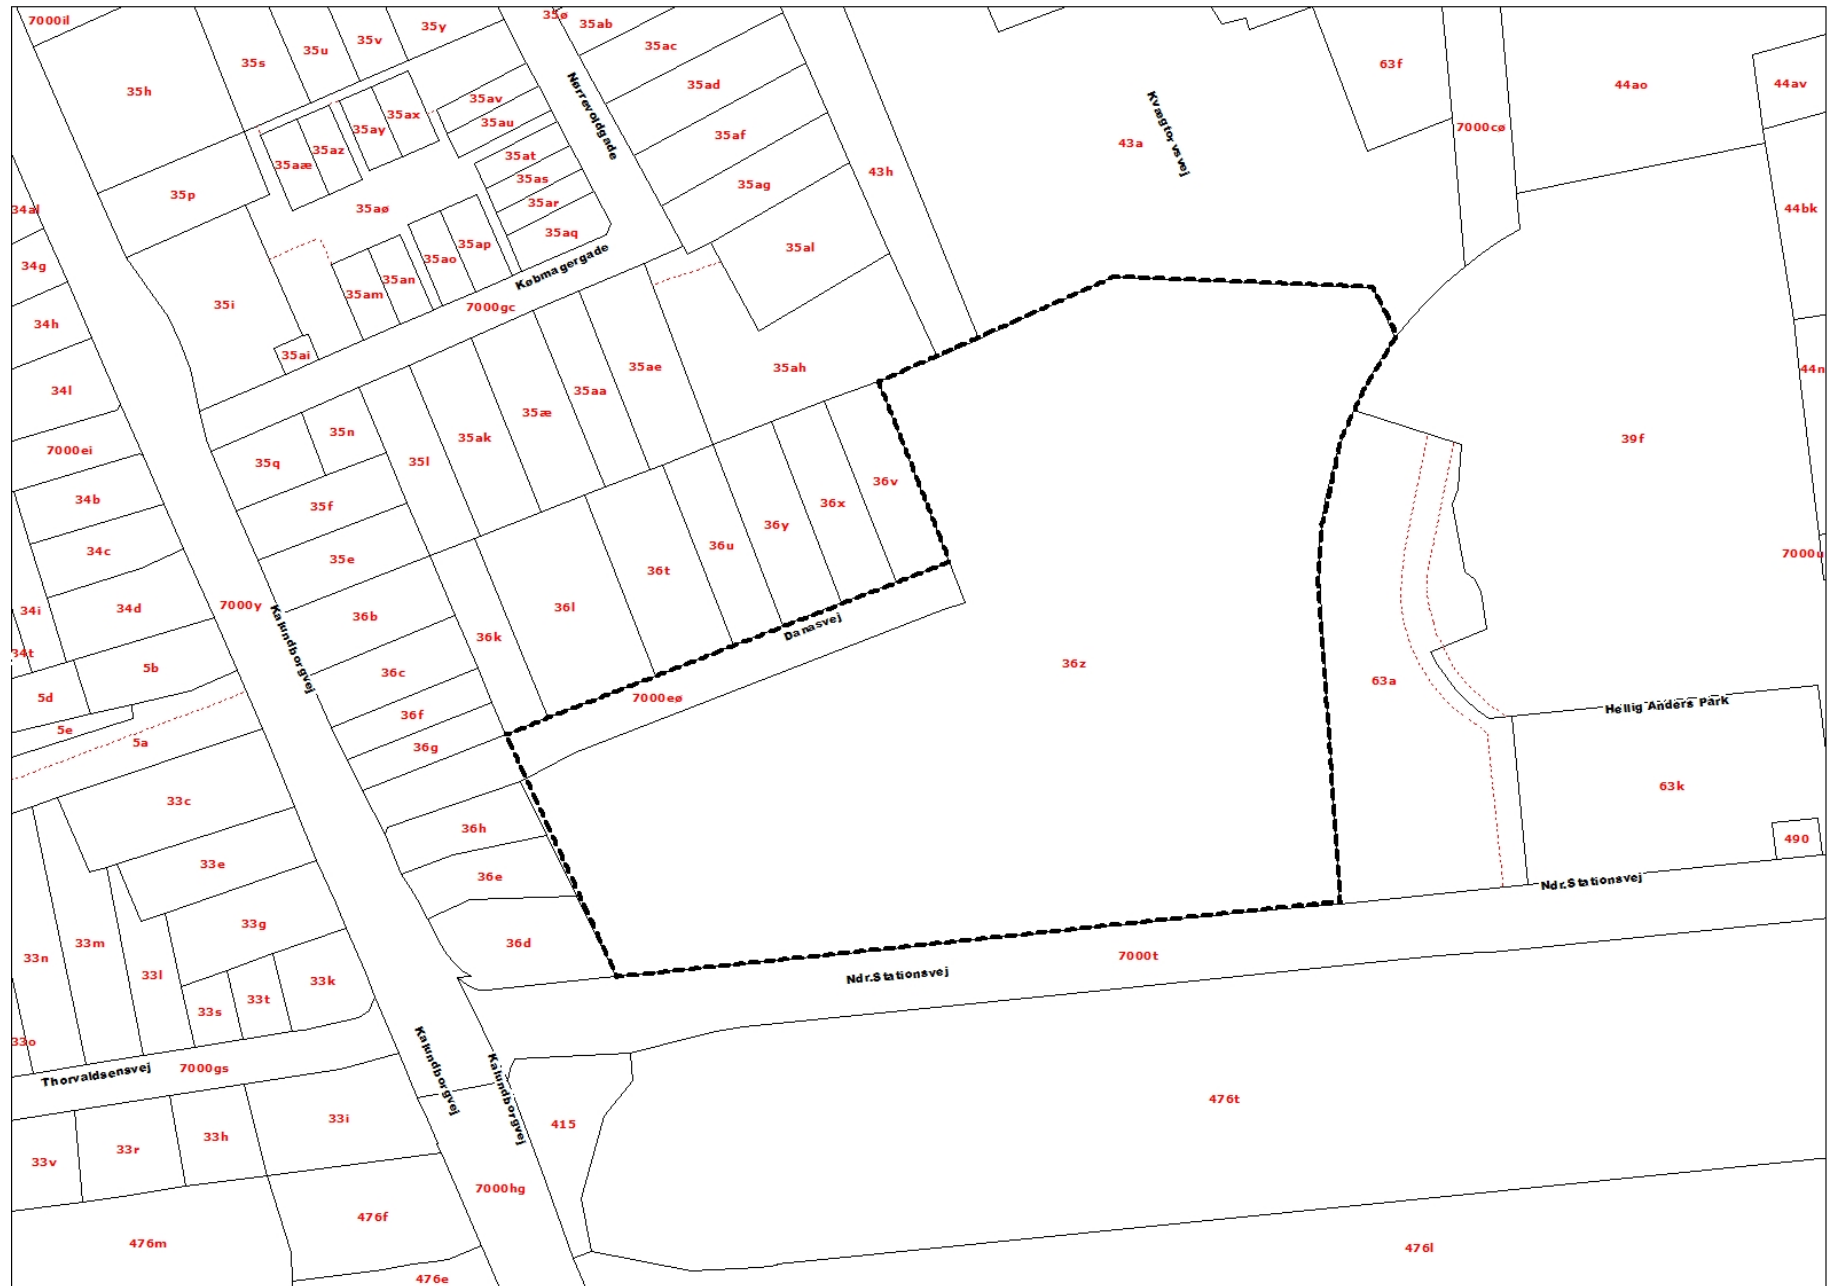 7000il
35h
35s
35u
35v
35y
35ø
35ab
35ac
35ad
35af
35ag
35al
43h
43a
Kvægtorvsvej
63f
7000cø
44ao
44av
44bk
44n
39f
7000u
Nørrevoldgade
35av
35au
35ax
35ay
35az
35aæ
35at
35as
35ar
35aq
35p
35aø
35ap
35ao
35an
35am
Købmagergade
7000gc
35i
35ai
34al
34g
34h
34l
7000ei
34b
34c
34d
34i
34t
5b
5d
5e
5a
7000y
Kalundborgvej
35q
35n
35l
35ak
35æ
35aa
35ae
35ah
35f
35e
36b
36c
36f
36g
36k
36l
36t
36u
36y
36x
36v
Danasvej
7000eø
36z
63a
Hellig Anders Park
63k
490
Ndr.Stationsvej
36h
36e
36d
33c
33e
33g
33n
33m
33l
33k
33s
33t
33o
Thorvaldsensvej
7000gs
Ndr.Stationsvej
7000t
Kalundborgvej
Kalundborgvej
415
476t
33v
33r
33h
33i
7000hg
476m
476f
476e
476l